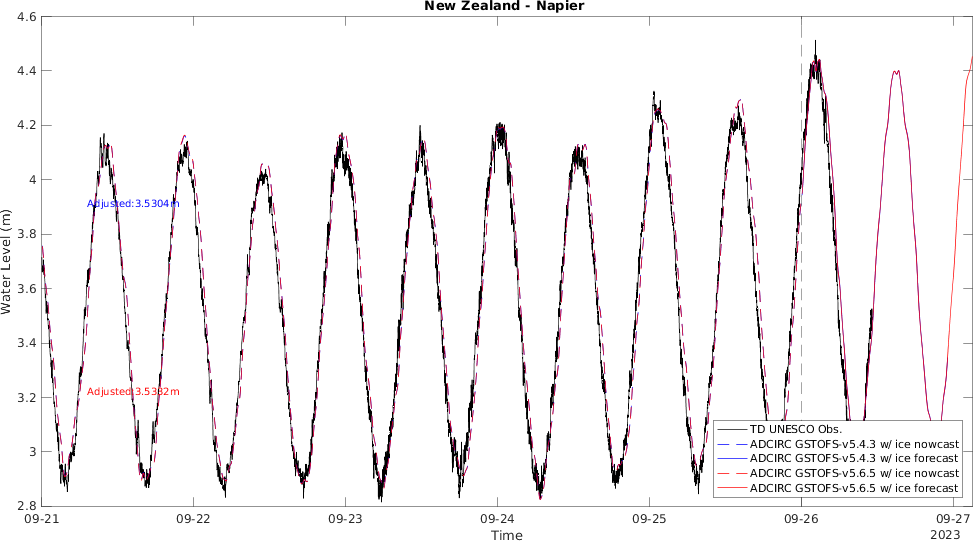 New Zealand - Napier
4.6
4.4
4.2
4
3.8
3.6
3.4
3.2
3
2.8
Water Level (m)
Adjusted:3.5304m
Adjusted:3.5332m
TD UNESCO Obs.
ADCIRC GSTOFS-v5.4.3 w/ ice nowcast
ADCIRC GSTOFS-v5.4.3 w/ ice forecast
ADCIRC GSTOFS-v5.6.5 w/ ice nowcast
ADCIRC GSTOFS-v5.6.5 w/ ice forecast
09-21 09-22 09-23 09-24 09-25 09-26 09-27
Time
2023